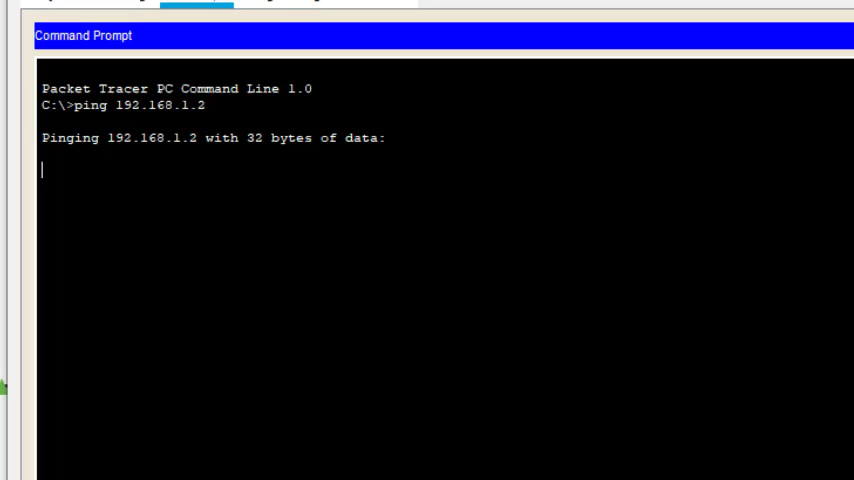 Command Prompt
Packet Tracer PC Command Line 1.0
C:\>ping 192.168.1.2
Pinging 192.168.1.2 with 32 bytes of data: